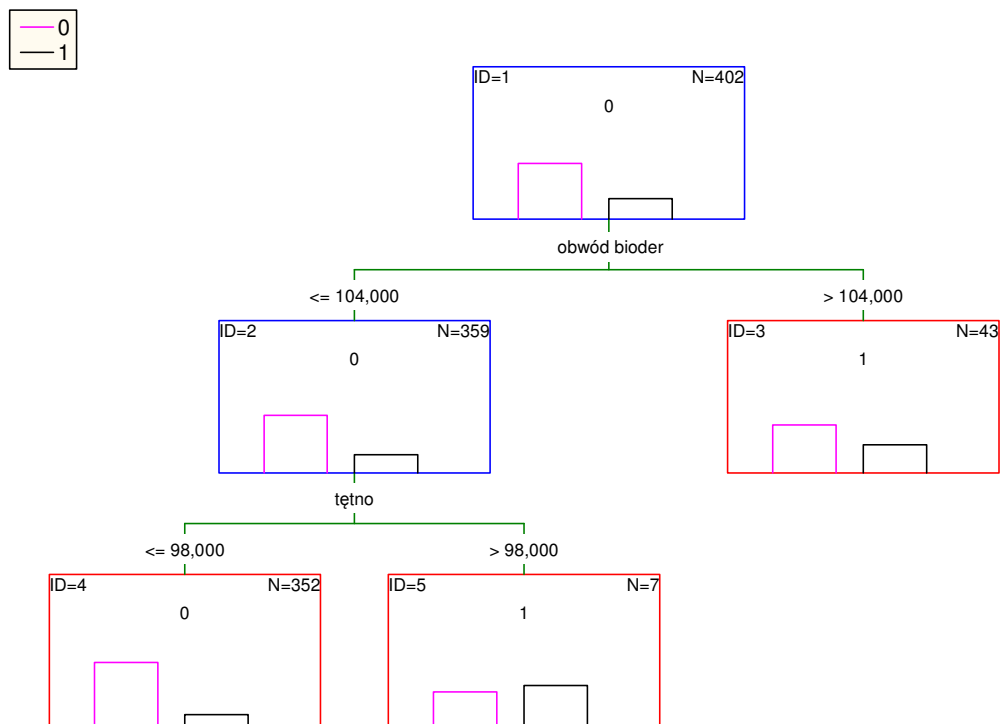 0
1
ID=1 N=402
0
obwód bioder
<= 104,000 > 104,000
ID=2 N=359 ID=3 N=43
0 1
tętno
<= 98,000 > 98,000
ID=4 N=352 ID=5 N=7
0 1